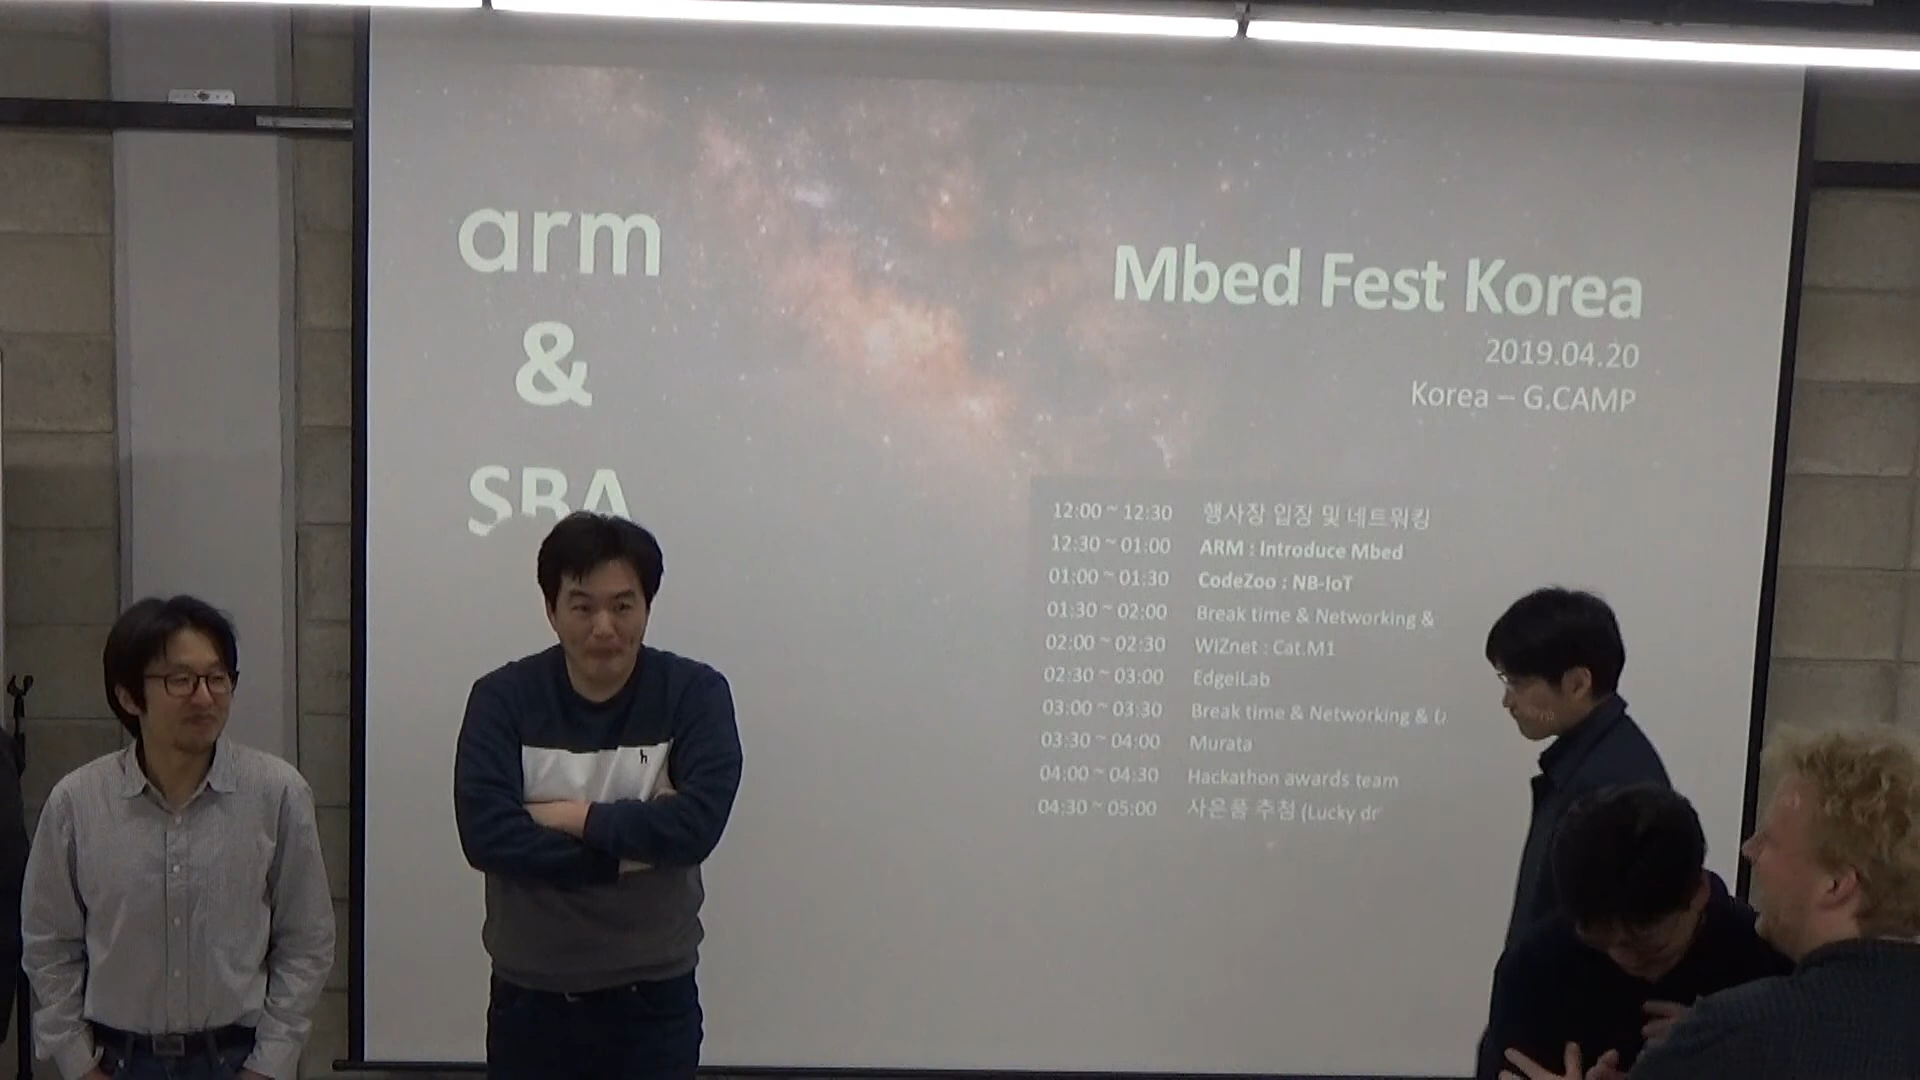 arm
&
SBA
Mbed Fest Korea
2019.04.20
Korea – G.CAMP
12:00 ~ 12:30 행사장 입장 및 네트워킹
12:30 ~ 01:00 ARM : Introduce Mbed
01:00 ~ 01:30 CodeZoo : NB-IoT
01:30 ~ 02:00 Break time & Networking &
02:00 ~ 02:30 WIZnet : Cat.M1
02:30 ~ 03:00 EdgeiLab
03:00 ~ 03:30 Break time & Networking &
03:30 ~ 04:00 Murata
04:00 ~ 04:30 Hackathon awards team
04:30 ~ 05:00 사은품 추첨 (Lucky dr
h